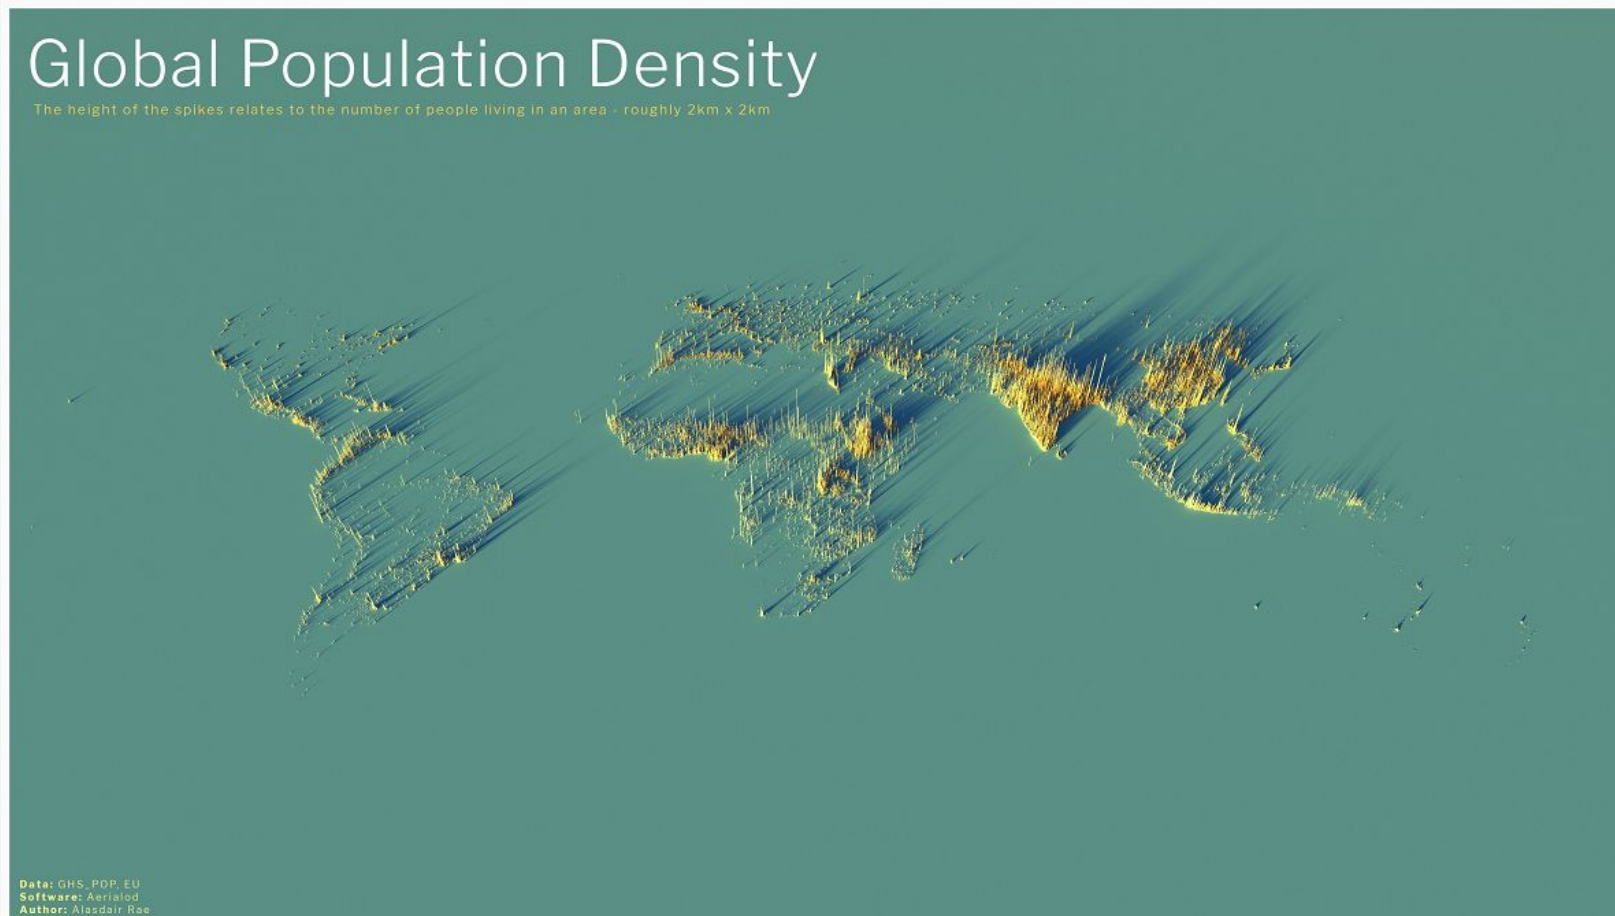 Global Population Density
The height of the spikes relates to the number of people living in an area - roughly 2km x 2km
Data: GHS_POP, EU
Software: Aerialod
Author: Alasdair Rae